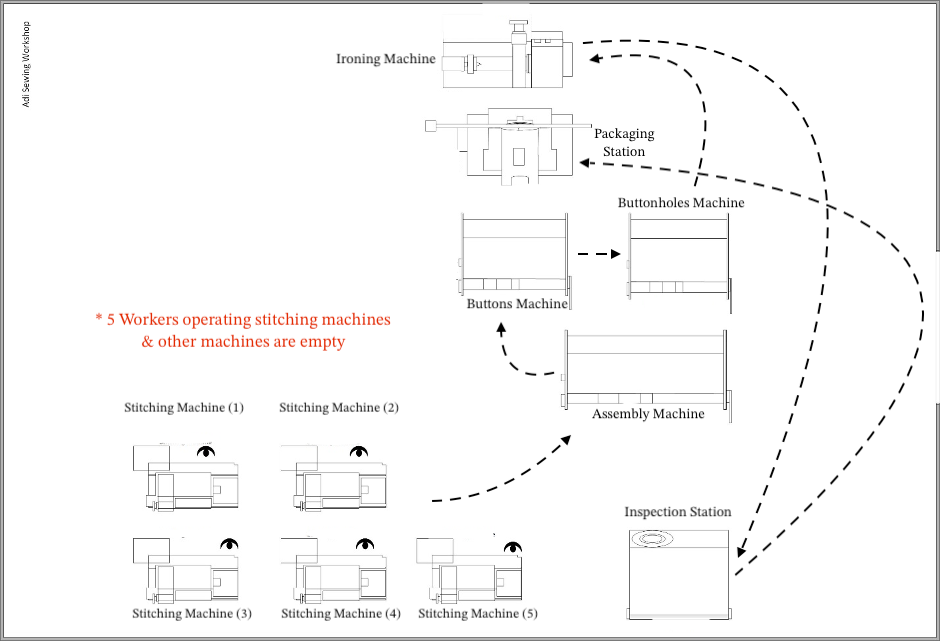 Adi Sewing Workshop
Ironing Machine
Packaging
Station
Buttonholes Machine
Buttons Machine
* 5 Workers operating stitching machines
& other machines are empty
Assembly Machine
Stitching Machine (1)
Stitching Machine (2)
Inspection Station
Stitching Machine (3)
Stitching Machine (4)
Stitching Machine (5)